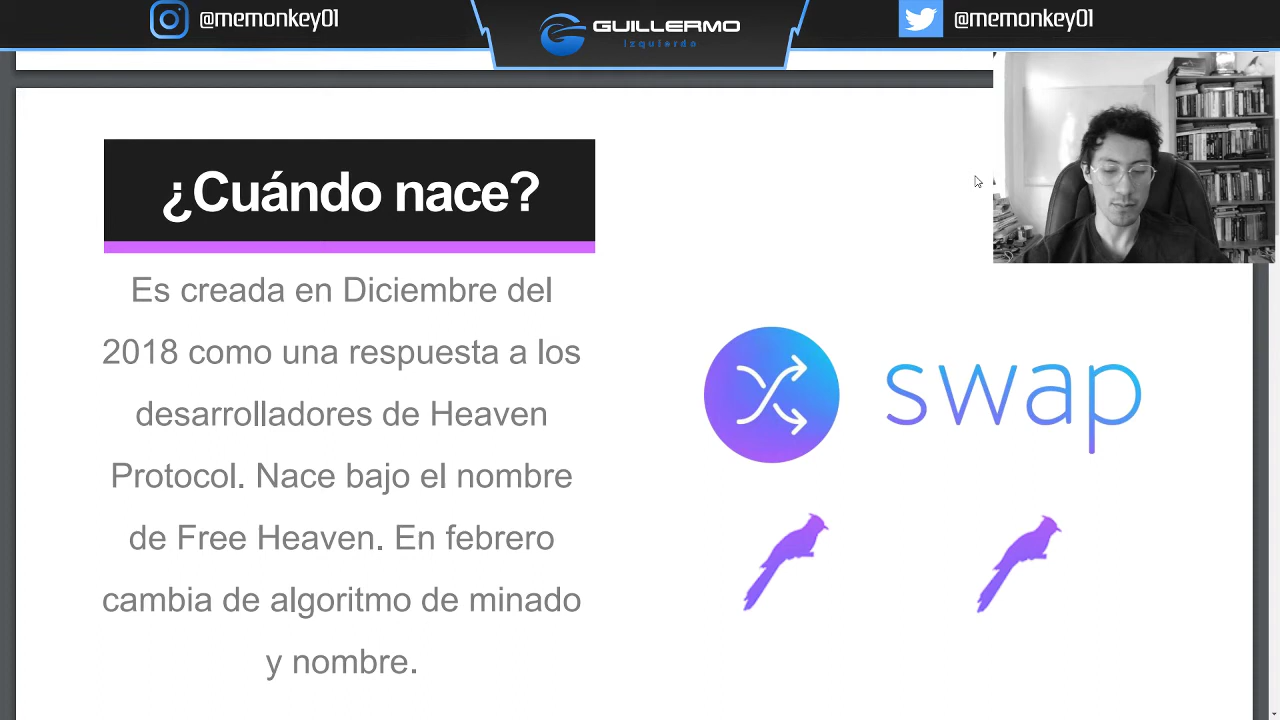 @memonkey01
GUILLERMO
Izquierdo
@memonkey01
¿Cuándo nace?
Es creada en Diciembre del
2018 como una respuesta a los
desarrolladores de Heaven
Protocol. Nace bajo el nombre
de Free Heaven. En febrero
cambia de algoritmo de minado
y nombre.
swap